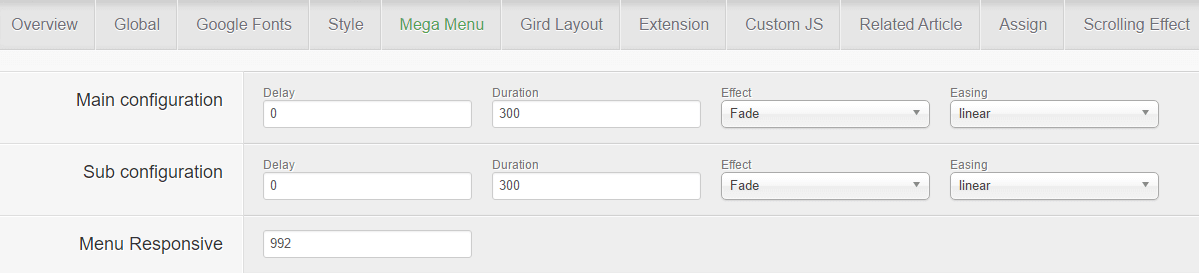 Overview Global Google Fonts Style Mega Menu Gird Layout Extension Custom JS Related Article Assign Scrolling Effect
Main configuration
Delay Duration Effect Easing
0 300 Fade linear
Sub configuration
Delay Duration Effect Easing
0 300 Fade linear
Menu Responsive
992